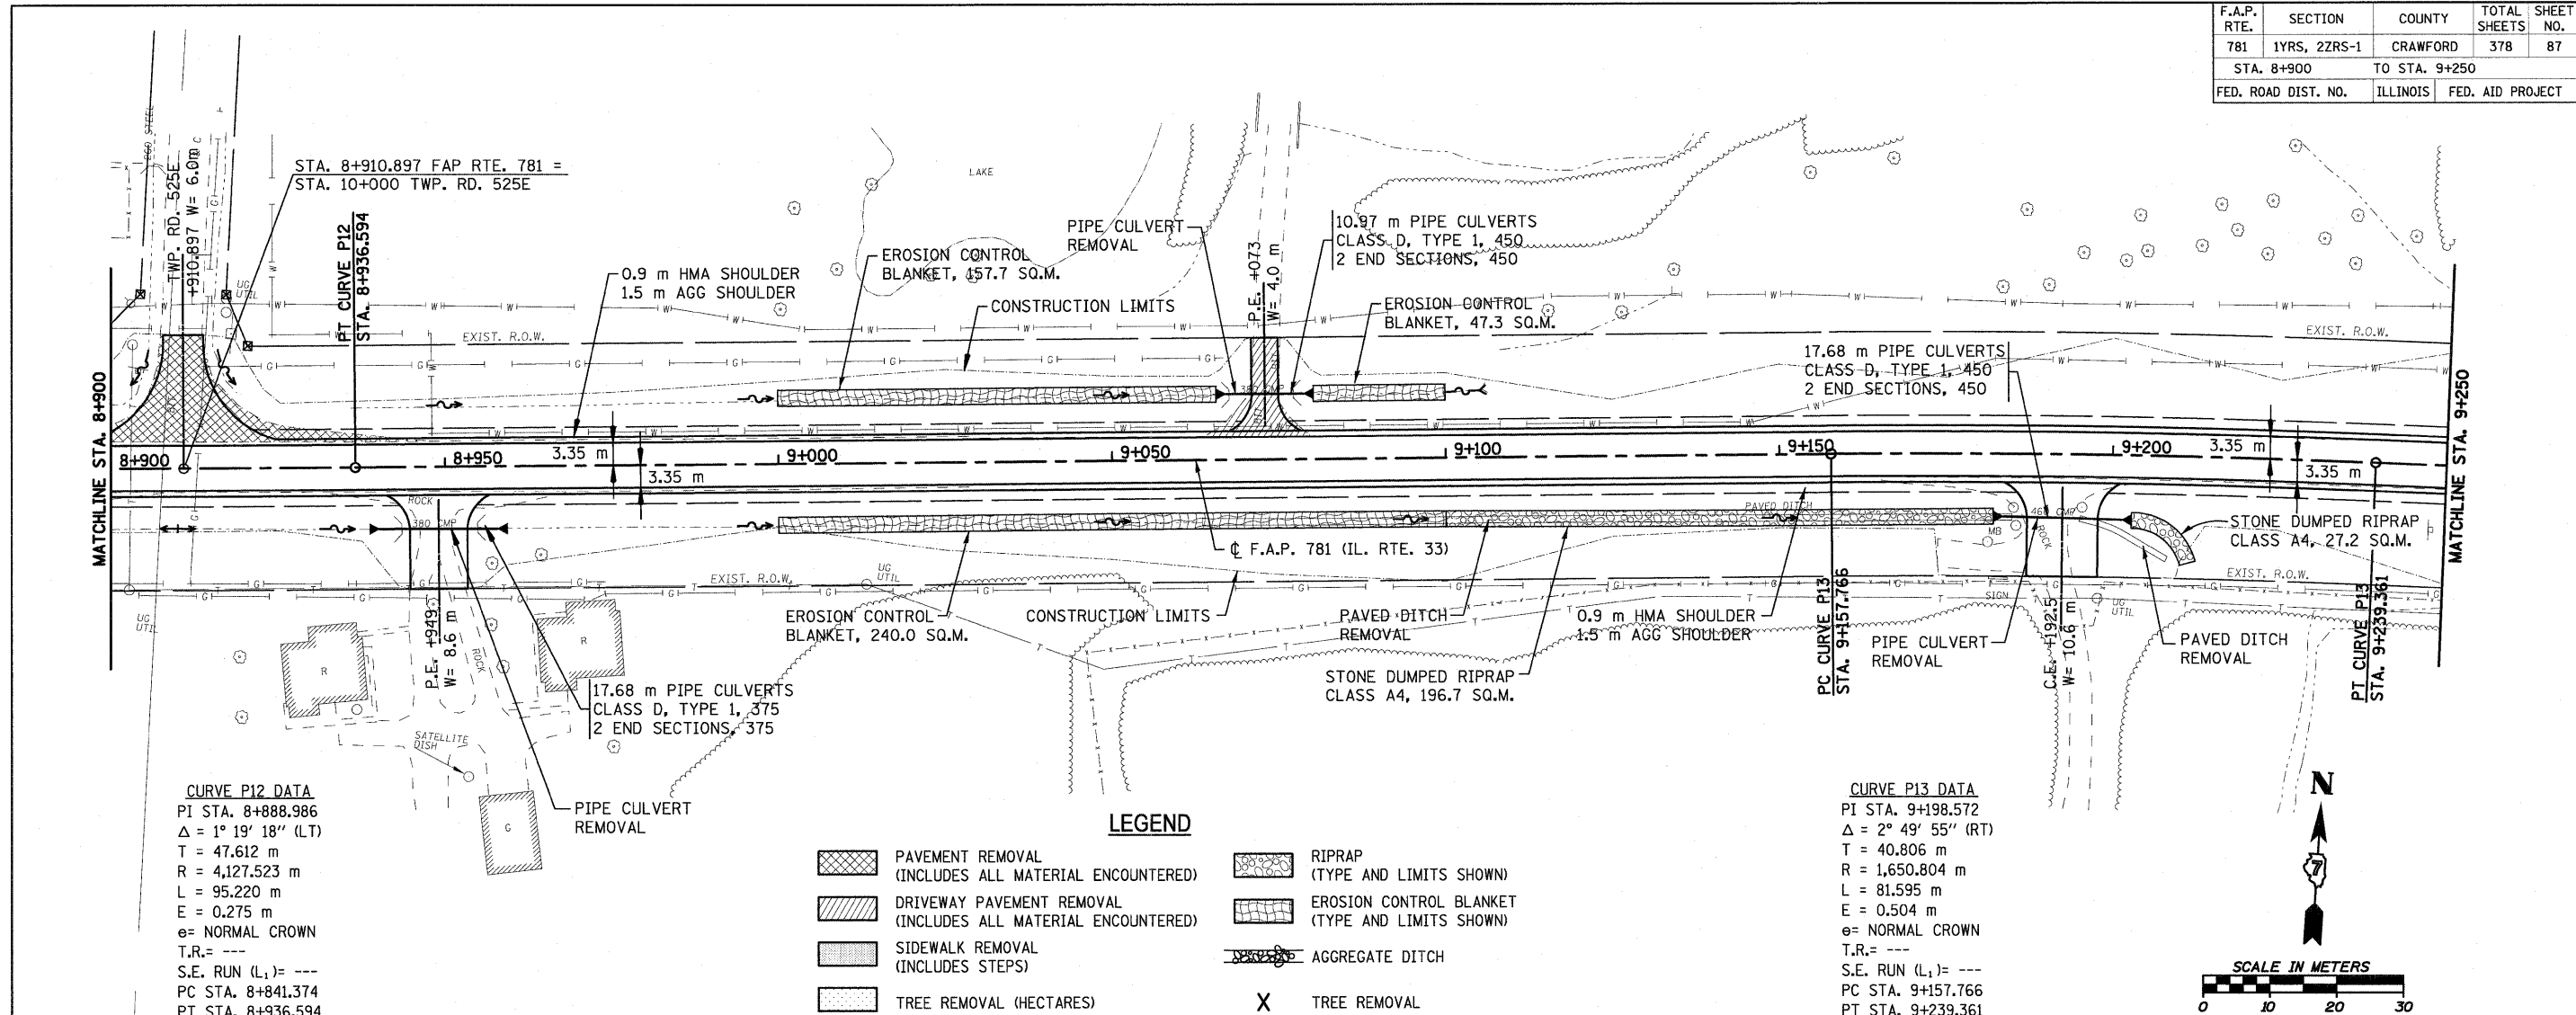 F.A.P. RTE. SECTION COUNTY TOTAL SHEETS SHEET NO.
781 1YRS, 2ZRS-1 CRAWFORD 378 87
STA. 8+900 TO STA. 9+250
FED. ROAD DIST. NO. ILLINOIS FED. AID PROJECT
STA. 8+910.897 FAP RTE. 781 =
STA. 10+000 TWP. RD. 525E
TWP. RD. 525E
+910.897 W= 6.0m
PT CURVE P12
STA. 8+936.594
0.9 m HMA SHOULDER
1.5 m AGG SHOULDER
EROSION CONTROL
BLANKET, 157.7 SQ.M.
LAKE
CONSTRUCTION LIMITS
PIPE CULVERT
REMOVAL
P.E. +073
W= 4.0 m
10.97 m PIPE CULVERTS
CLASS D, TYPE 1, 450
2 END SECTIONS, 450
EROSION CONTROL
BLANKET, 47.3 SQ.M.
17.68 m PIPE CULVERTS
CLASS D, TYPE 1, 450
2 END SECTIONS, 450
EXIST. R.O.W.
EXIST. R.O.W.
UG
UTIL
MATCHLINE STA. 8+900
MATCHLINE STA. 9+250
8+900
8+950
9+000
9+050
9+100
9+150
9+200
3.35 m
3.35 m
3.35 m
3.35 m
ROCK
380 CMP
PAVED DITCH
MB
ROCK
STONE DUMPED RIPRAP
CLASS A4, 27.2 SQ.M.
℄ F.A.P. 781 (IL. RTE. 33)
EXIST. R.O.W.
UG
UTIL
EXIST. R.O.W.
SIGN
UG
UTIL
UG
UTIL
EROSION CONTROL
BLANKET, 240.0 SQ.M.
CONSTRUCTION LIMITS
PAVED DITCH
REMOVAL
0.9 m HMA SHOULDER
1.5 m AGG SHOULDER
PC CURVE P13
STA. 9+157.766
PIPE CULVERT
REMOVAL
C.E. +192.5
W= 10.6 m
PAVED DITCH
REMOVAL
PT CURVE P13
STA. 9+239.361
STONE DUMPED RIPRAP
CLASS A4, 196.7 SQ.M.
P.E. +949
W= 8.6 m
ROCK
R
R
17.68 m PIPE CULVERTS
CLASS D, TYPE 1, 375
2 END SECTIONS, 375
SATELLITE
DISH
G
PIPE CULVERT
REMOVAL
CURVE P12 DATA
PI STA. 8+888.986
Δ = 1° 19' 18" (LT)
T = 47.612 m
R = 4,127.523 m
L = 95.220 m
E = 0.275 m
e= NORMAL CROWN
T.R.= ---
S.E. RUN (L₁)= ---
PC STA. 8+841.374
PT STA. 8+936.594
LEGEND
PAVEMENT REMOVAL
(INCLUDES ALL MATERIAL ENCOUNTERED)
DRIVEWAY PAVEMENT REMOVAL
(INCLUDES ALL MATERIAL ENCOUNTERED)
SIDEWALK REMOVAL
(INCLUDES STEPS)
TREE REMOVAL (HECTARES)
RIPRAP
(TYPE AND LIMITS SHOWN)
EROSION CONTROL BLANKET
(TYPE AND LIMITS SHOWN)
AGGREGATE DITCH
X TREE REMOVAL
CURVE P13 DATA
PI STA. 9+198.572
Δ = 2° 49' 55" (RT)
T = 40.806 m
R = 1,650.804 m
L = 81.595 m
E = 0.504 m
e= NORMAL CROWN
T.R.= ---
S.E. RUN (L₁)= ---
PC STA. 9+157.766
PT STA. 9+239.361
N
7
SCALE IN METERS
0 10 20 30